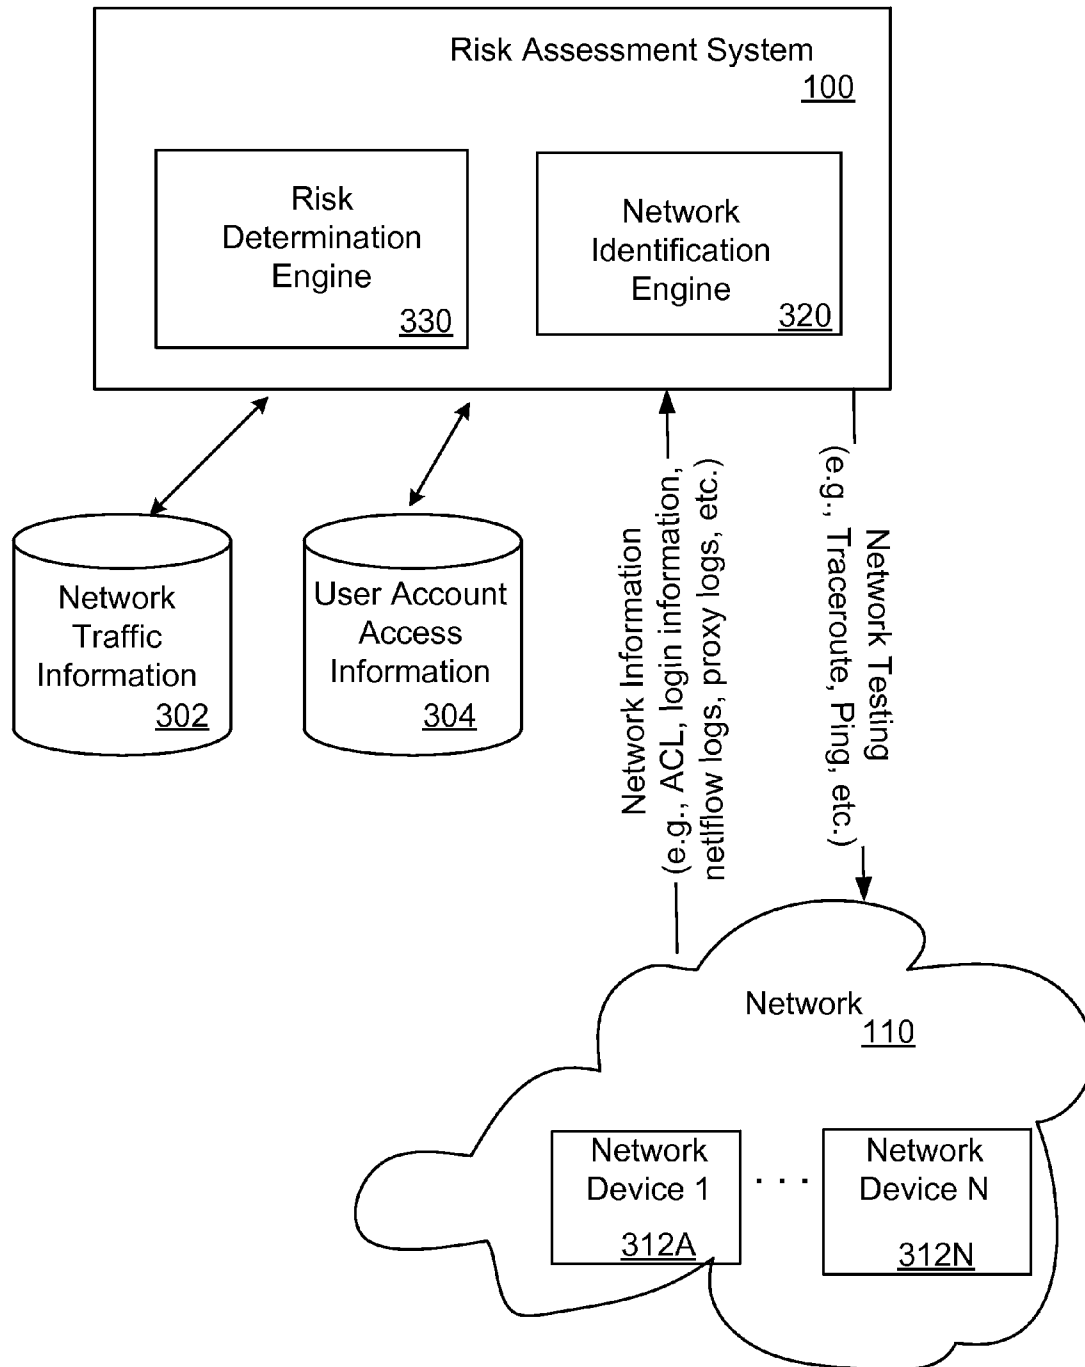 Risk Assessment System
100
Risk
Determination
Engine
330
Network
Identification
Engine
320
Network Information
(e.g., ACL, login information,
netlflow logs, proxy logs, etc.)
Network Testing
(e.g., Traceroute, Ping, etc.)
Network
Traffic
Information
302
User Account
Access
Information
304
Network
110
Network
Device 1
312A
. . .
Network
Device N
312N